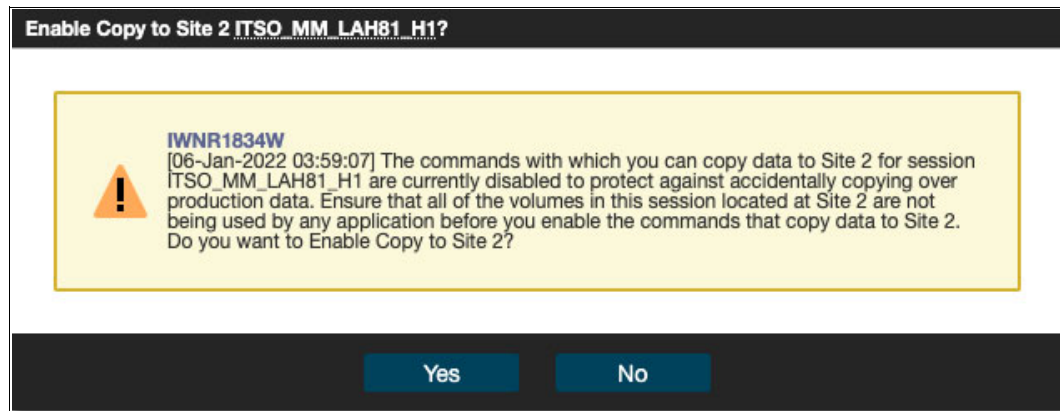 Enable Copy to Site 2 ITSO_MM_LAH81_H1?
IWNR1834W
[06-Jan-2022 03:59:07] The commands with which you can copy data to Site 2 for session
ITSO_MM_LAH81_H1 are currently disabled to protect against accidentally copying over
production data. Ensure that all of the volumes in this session located at Site 2 are not
being used by any application before you enable the commands that copy data to Site 2.
Do you want to Enable Copy to Site 2?
Yes
No